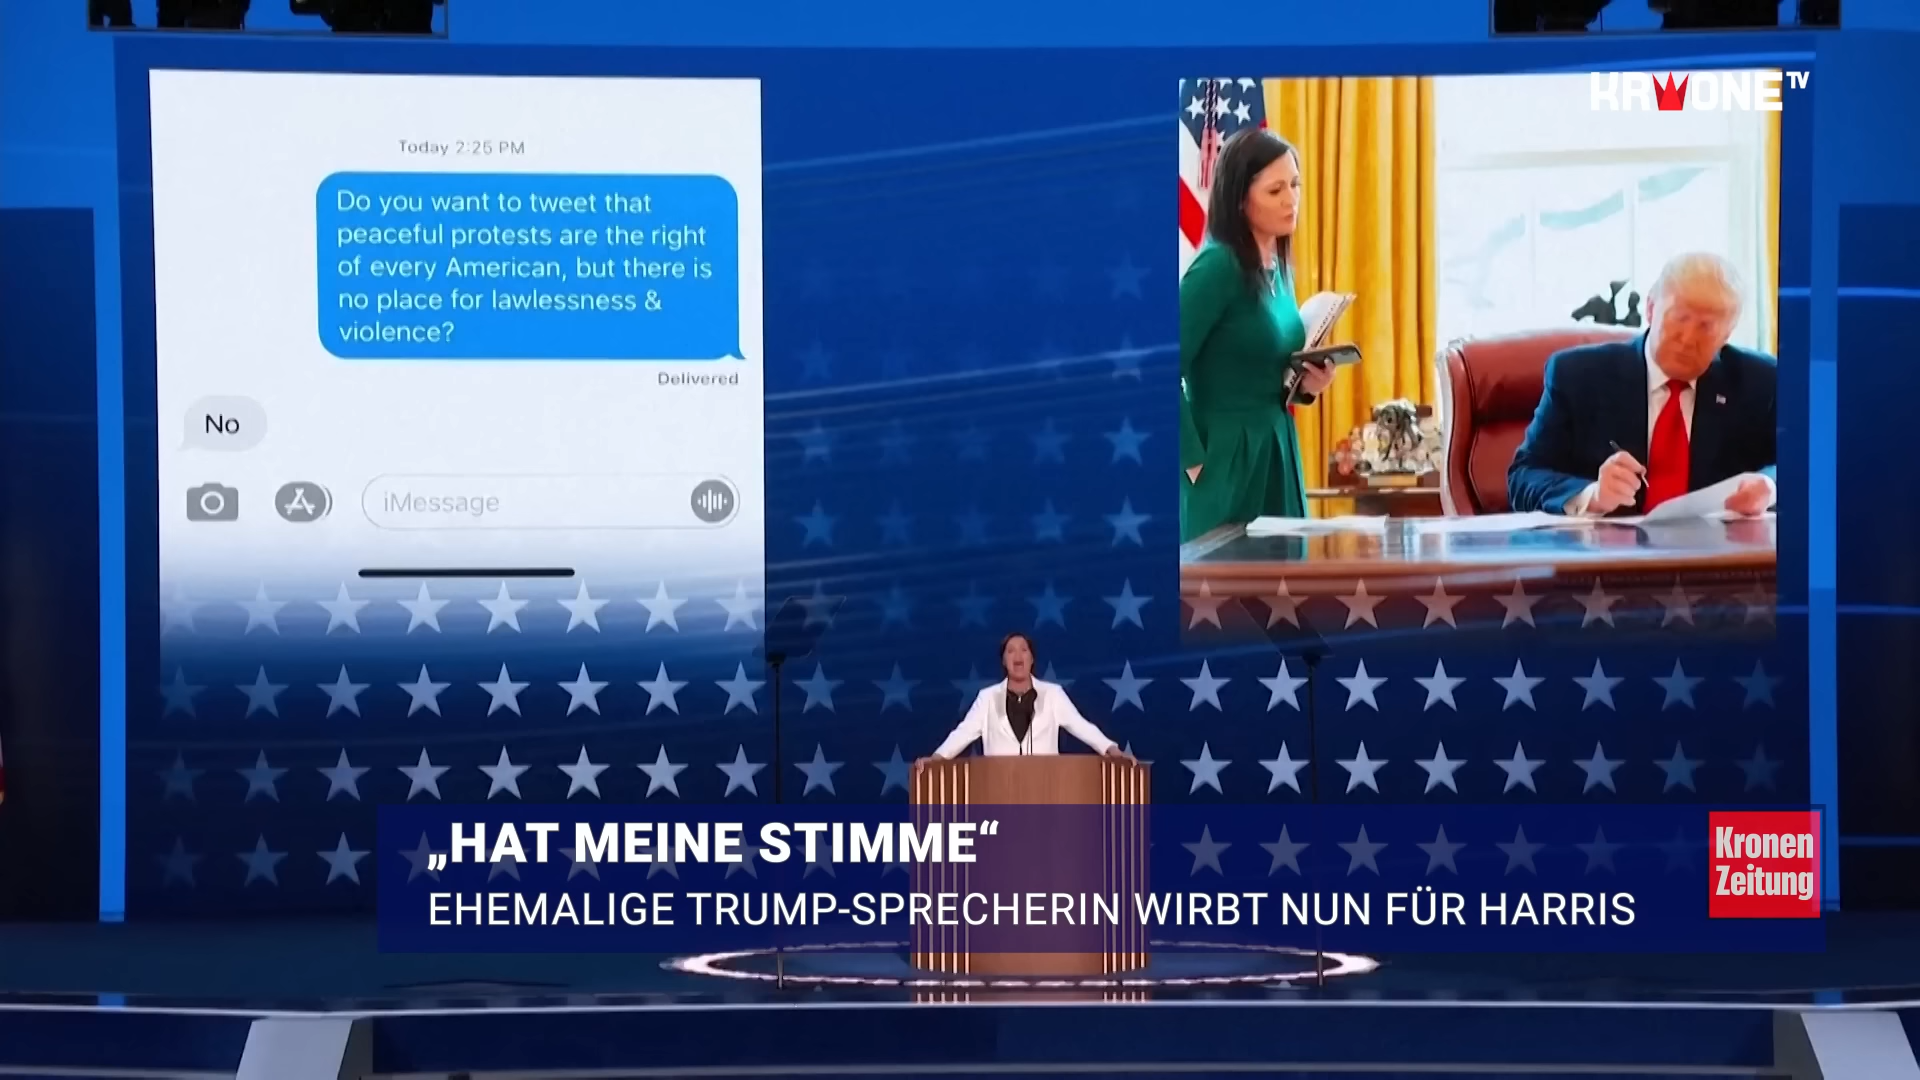 KRONE TV
Today 2:25 PM
Do you want to tweet that
peaceful protests are the right
of every American, but there is
no place for lawlessness &
violence?
Delivered
No
iMessage
„HAT MEINE STIMME“
EHEMALIGE TRUMP-SPRECHERIN WIRBT NUN FÜR HARRIS
Kronen
Zeitung